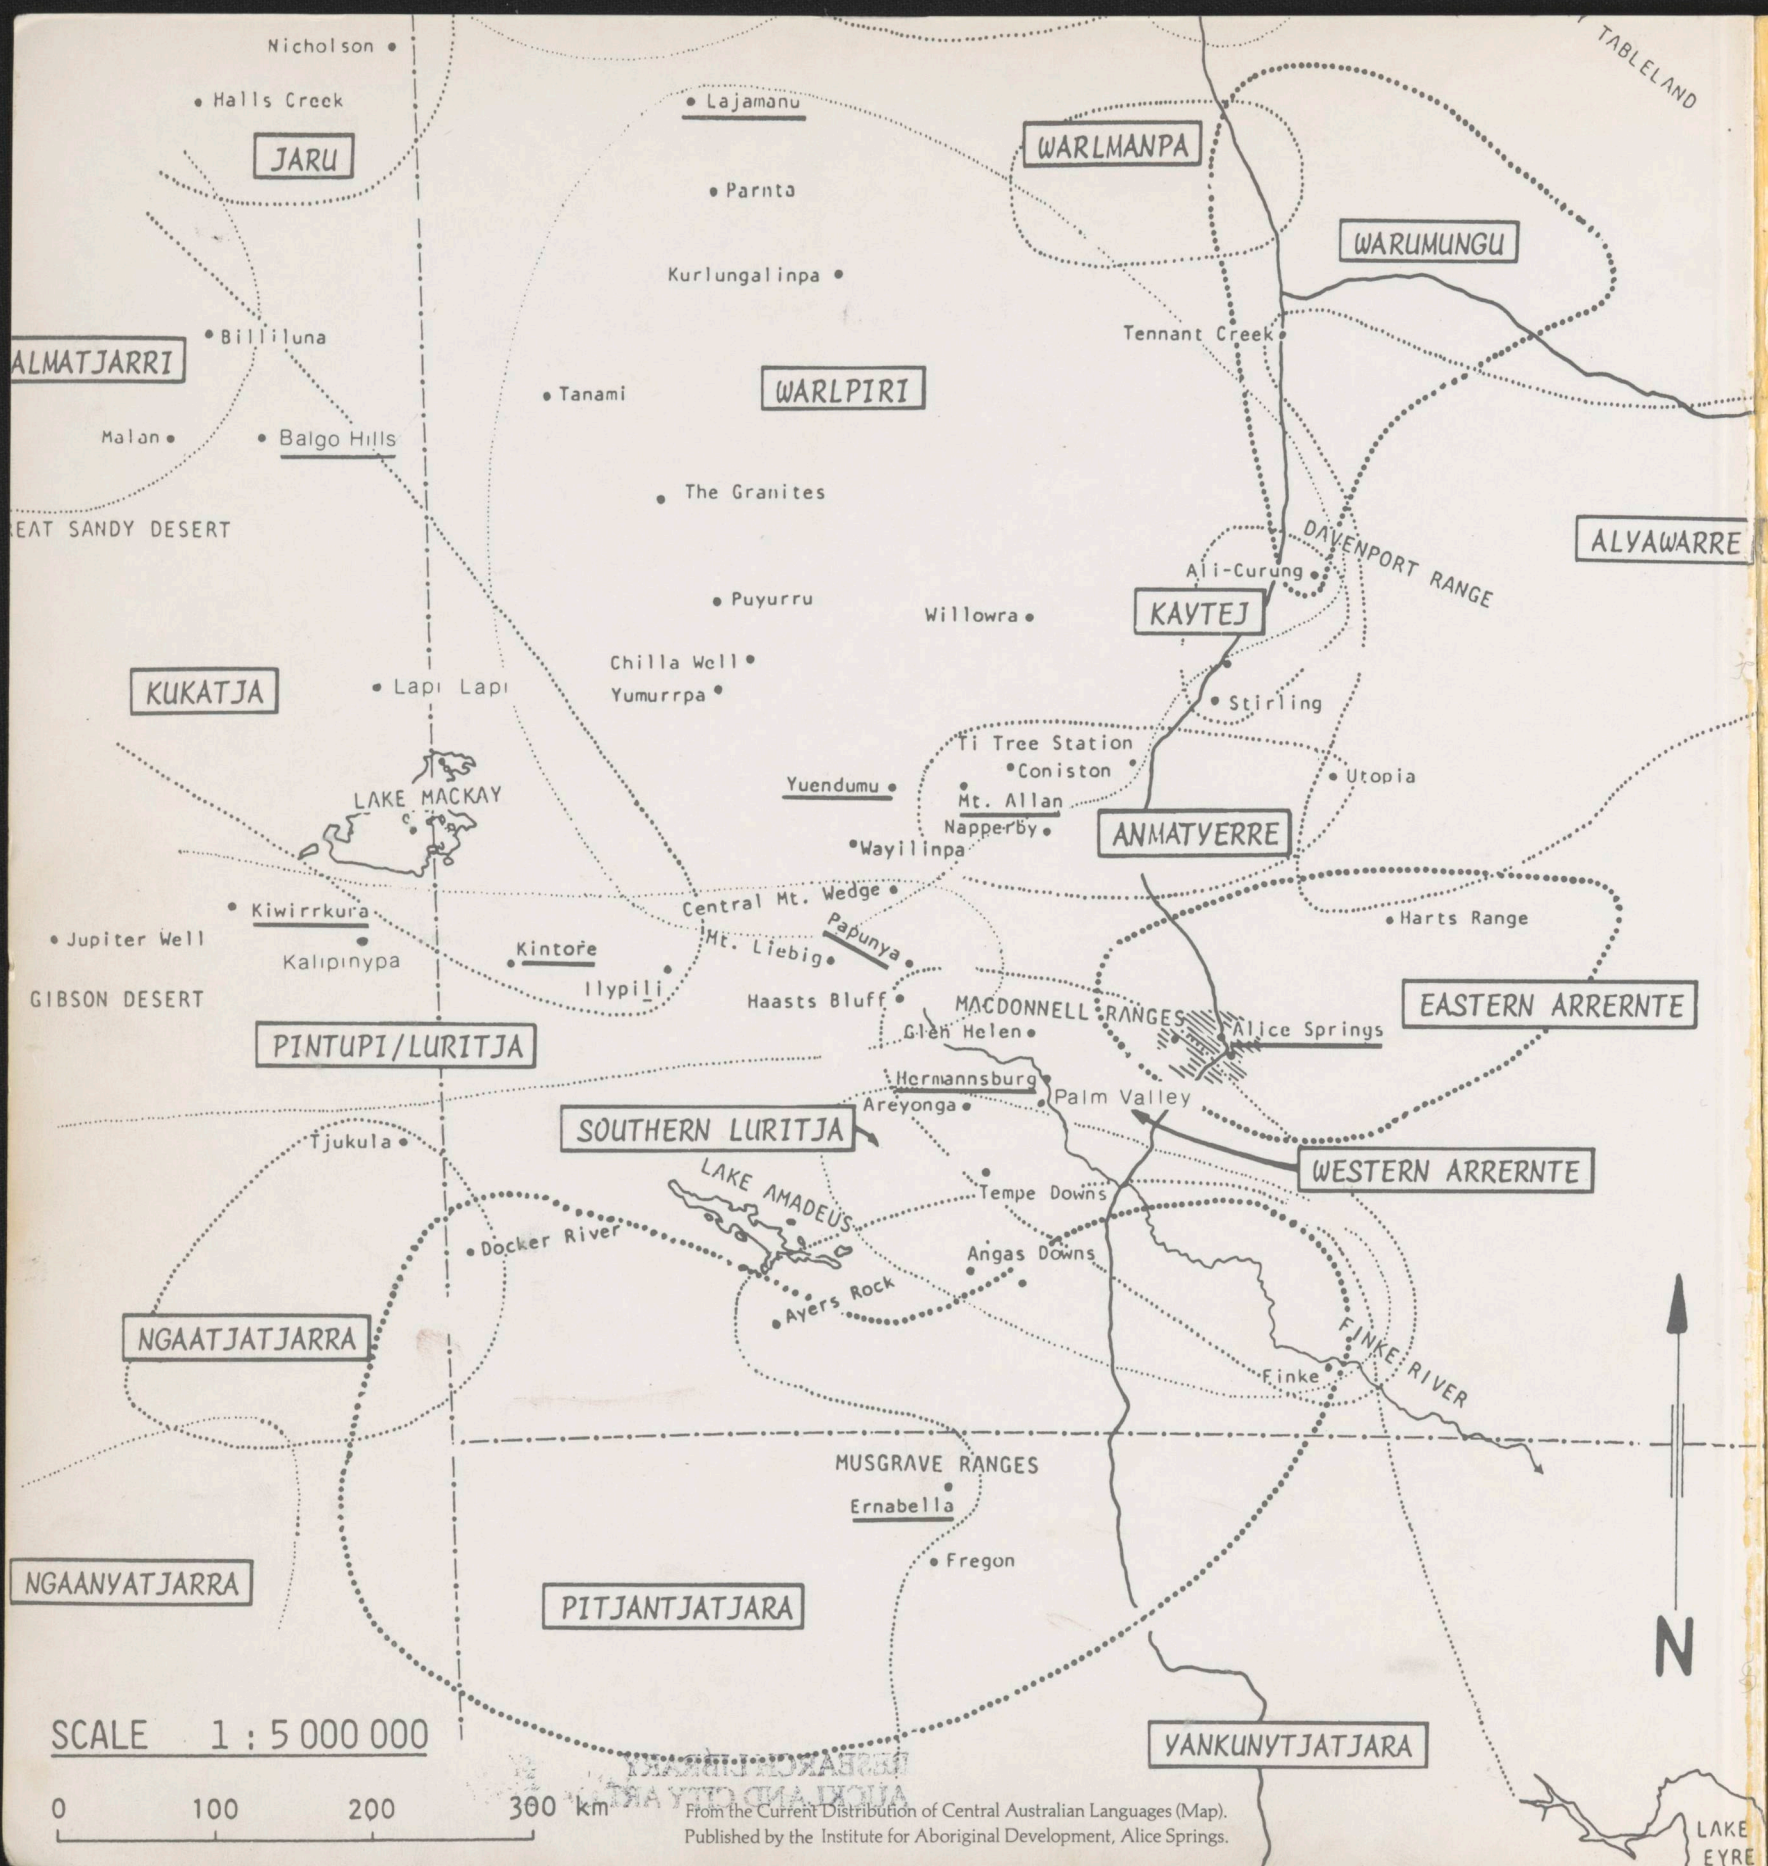 TABLELAND
Nicholson
Halls Creek
Lajamanu
JARU
WARLMANPA
Parnta
WARUMUNGU
Kurlungalinpa
Billiluna
Tennant Creek
ALMATJARRI
Tanami
WARLPIRI
Malan
Balgo Hills
The Granites
EAT SANDY DESERT
DAVENPORT RANGE
ALYAWARRE
Ali-Curung
Puyurru
Willowra
KAYTEJ
Chilla Well
Yumurrpa
KUKATJA
Lapi Lapi
Stirling
Ti Tree Station
Coniston
Utopia
Yuendumu
LAKE MACKAY
Mt. Allan
Napperby
ANMATYERRE
Wayilinpa
Central Mt. Wedge
Kiwirrkura
Harts Range
Jupiter Well
Papunya
Mt. Liebig
Kintore
Kalipinypa
Ilypili
GIBSON DESERT
Haasts Bluff
MACDONNELL RANGES
EASTERN ARRERNTE
Glen Helen
Alice Springs
PINTUPI/LURITJA
Hermannsburg
Palm Valley
Areyonga
SOUTHERN LURITJA
Tjukula
WESTERN ARRERNTE
LAKE AMADEUS
Tempe Downs
Docker River
Angas Downs
Ayers Rock
NGAATJATJARRA
FINKE RIVER
Finke
MUSGRAVE RANGES
Ernabella
Fregon
NGAANYATJARRA
PITJANTJATJARA
N
SCALE 1 : 5 000 000
YANKUNYTJATJARA
RESEARCH LIBRARY
AUCKLAND CITY ART
0 100 200 300 km
From the Current Distribution of Central Australian Languages (Map).
Published by the Institute for Aboriginal Development, Alice Springs.
LAKE
EYRE